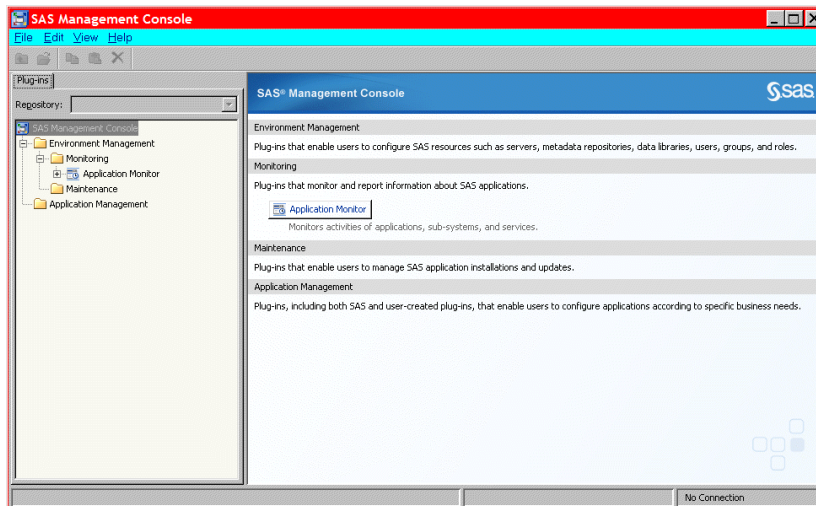 SAS Management Console
File Edit View Help
Plug-ins
Repository:
SAS Management Console
Environment Management
Monitoring
Application Monitor
Maintenance
Application Management
SAS® Management Console
sas
Environment Management
Plug-ins that enable users to configure SAS resources such as servers, metadata repositories, data libraries, users, groups, and roles.
Monitoring
Plug-ins that monitor and report information about SAS applications.
Application Monitor
Monitors activities of applications, sub-systems, and services.
Maintenance
Plug-ins that enable users to manage SAS application installations and updates.
Application Management
Plug-ins, including both SAS and user-created plug-ins, that enable users to configure applications according to specific business needs.
No Connection